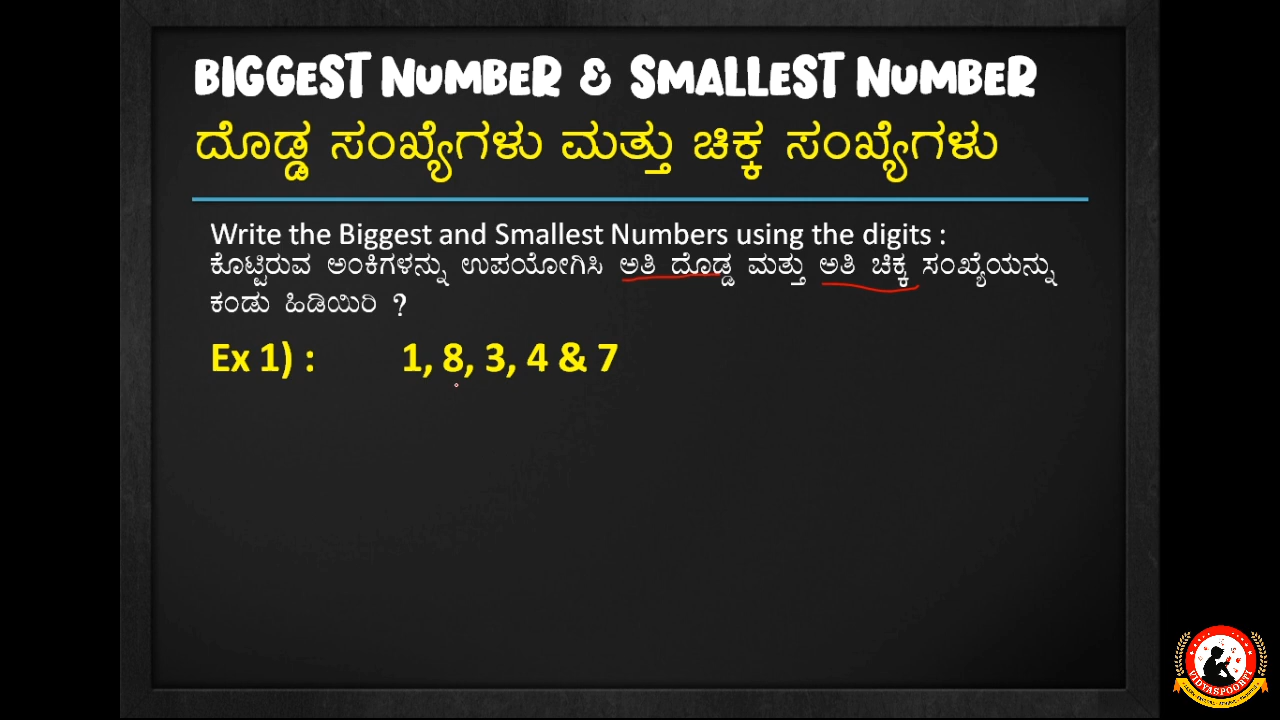 BIGGEST NUMBER & SMALLEST NUMBER
ದೊಡ್ಡ ಸಂಖ್ಯೆಗಳು ಮತ್ತು ಚಿಕ್ಕ ಸಂಖ್ಯೆಗಳು
Write the Biggest and Smallest Numbers using the digits :
ಕೊಟ್ಟಿರುವ ಅಂಕಿಗಳನ್ನು ಉಪಯೋಗಿಸಿ ಅತಿ ದೊಡ್ಡ ಮತ್ತು ಅತಿ ಚಿಕ್ಕ ಸಂಖ್ಯೆಯನ್ನು
ಕಂಡು ಹಿಡಿಯಿರಿ ?
Ex 1) : 1, 8, 3, 4 & 7
VIDYASPOORTI